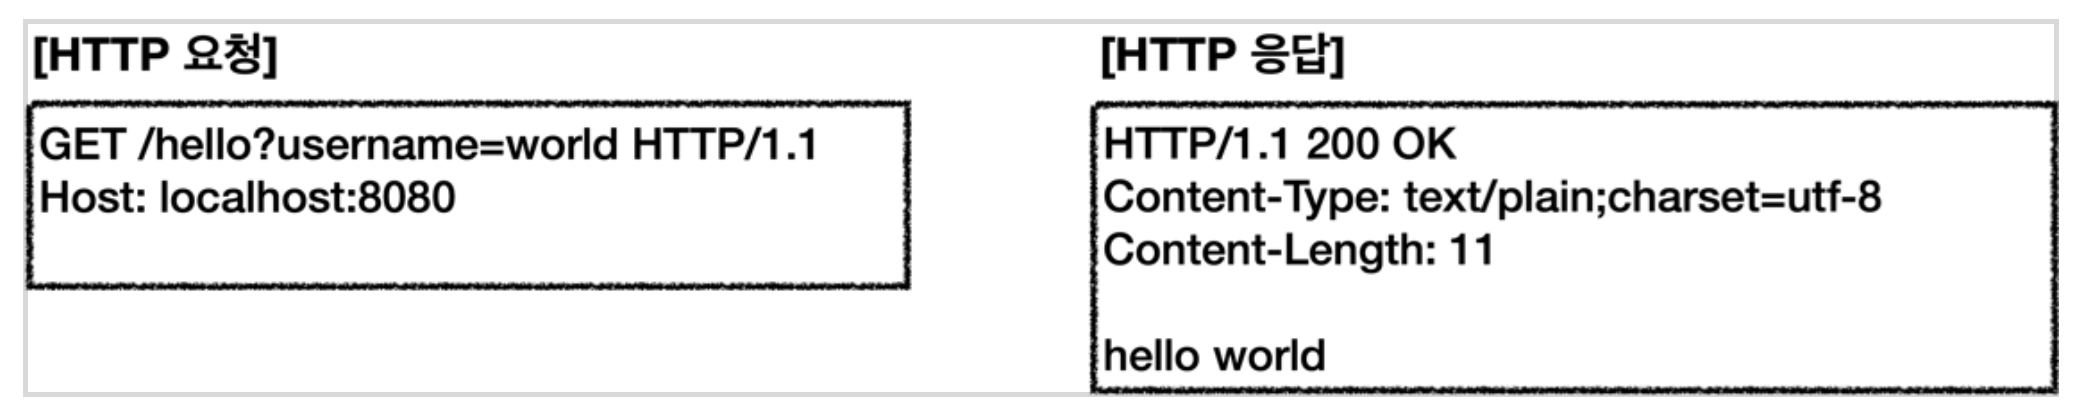 [HTTP 요청]
GET /hello?username=world HTTP/1.1
Host: localhost:8080
[HTTP 응답]
HTTP/1.1 200 OK
Content-Type: text/plain;charset=utf-8
Content-Length: 11
hello world